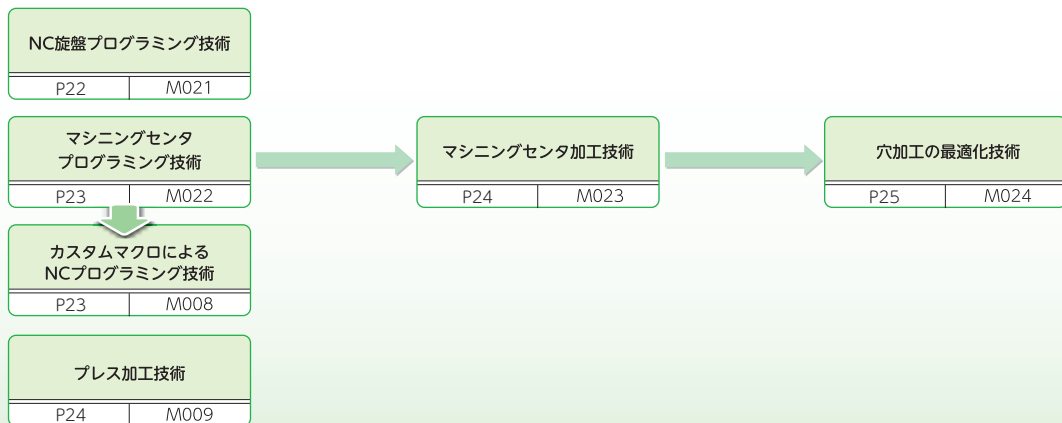 NC旋盤プログラミング技術
P22 M021
マシニングセンタ
プログラミング技術
P23 M022
マシニングセンタ加工技術
P24 M023
穴加工の最適化技術
P25 M024
カスタムマクロによる
NCプログラミング技術
P23 M008
プレス加工技術
P24 M009